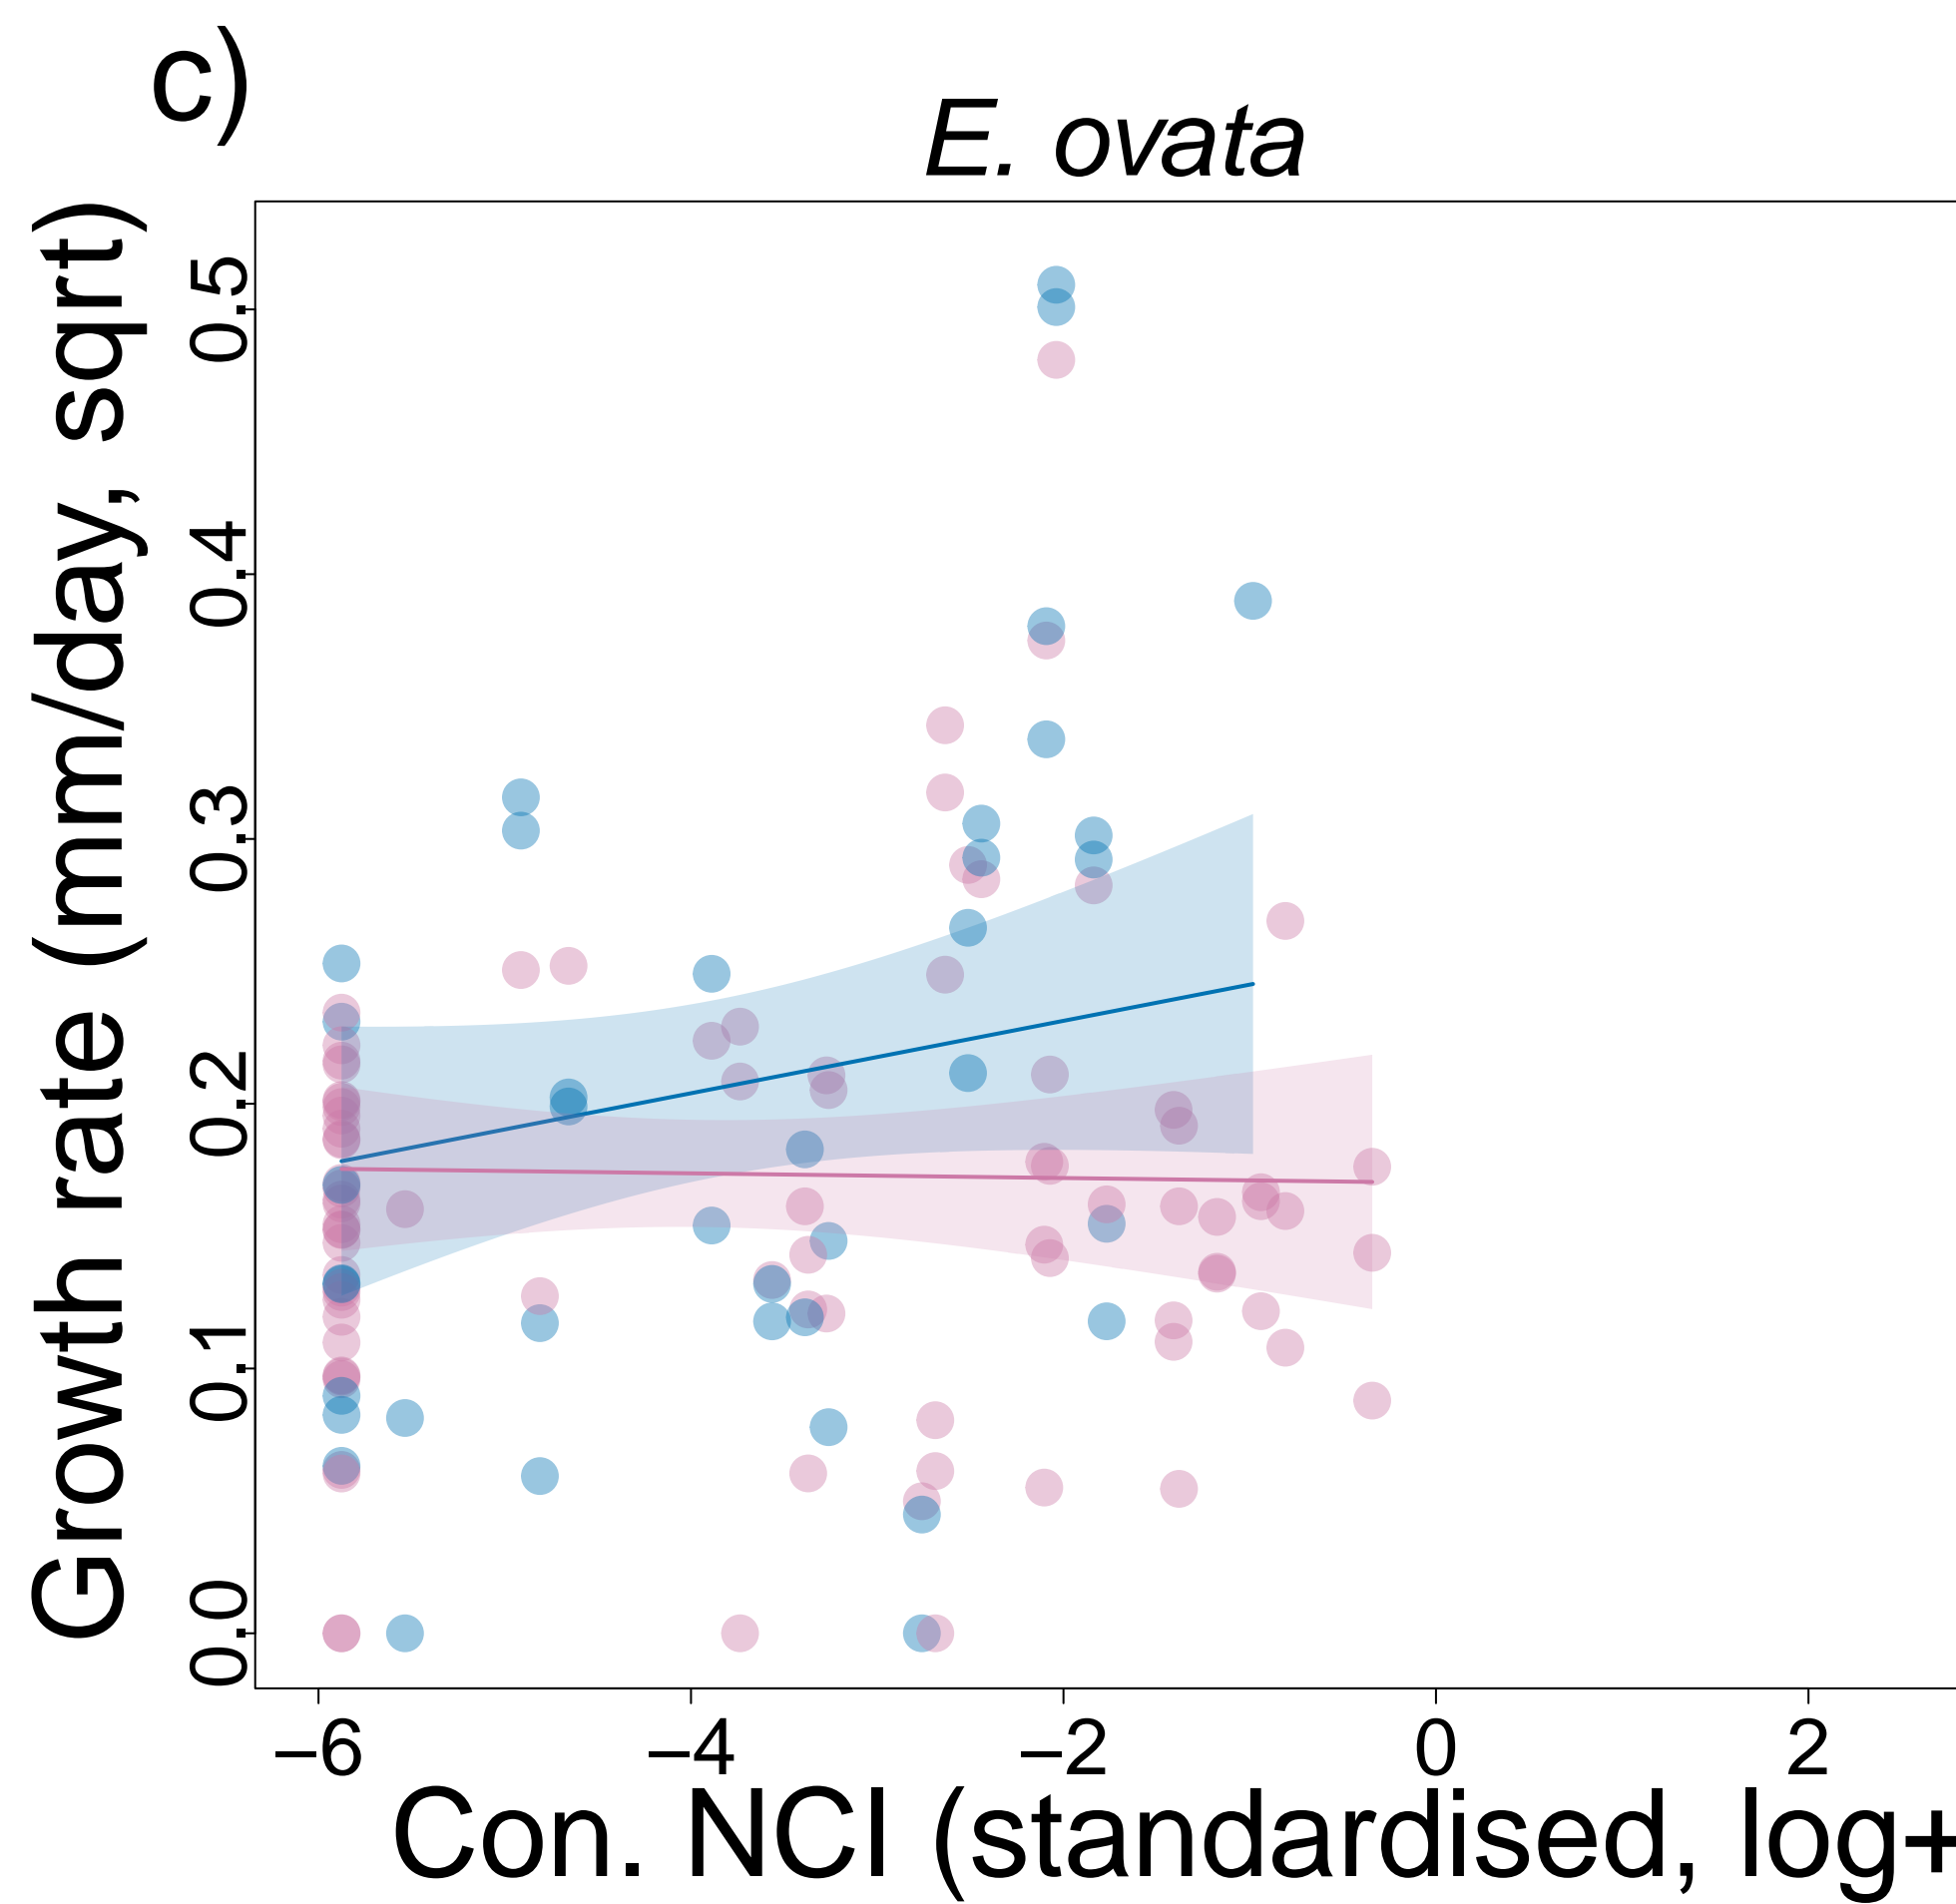 c)
E. ovata
Growth rate (mm/day, sqrt)
0.5
0.4
0.3
0.2
0.1
0.0
−6 −4 −2 0 2
Con. NCI (standardised, log+